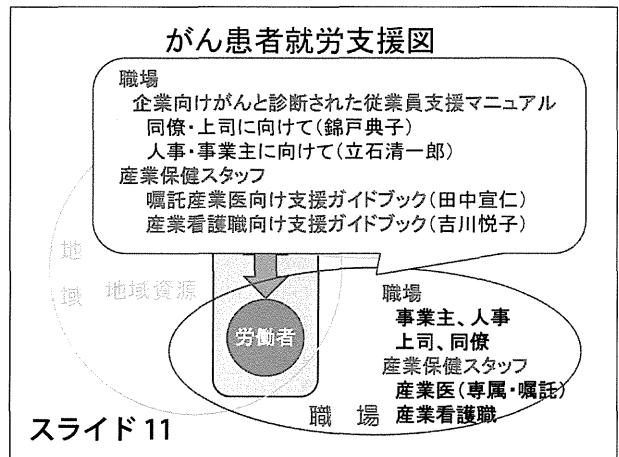 がん患者就労支援図
職場
企業向けがんと診断された従業員支援マニュアル
同僚・上司に向けて(錦戸典子)
人事・事業主に向けて(立石清一郎)
産業保健スタッフ
嘱託産業医向け支援ガイドブック(田中宣仁)
産業看護職向け支援ガイドブック(吉川悦子)
地
域
地域資源
労働者
職場
事業主、人事
上司、同僚
産業保健スタッフ
産業医(専属・嘱託)
産業看護職
職 場
スライド 11